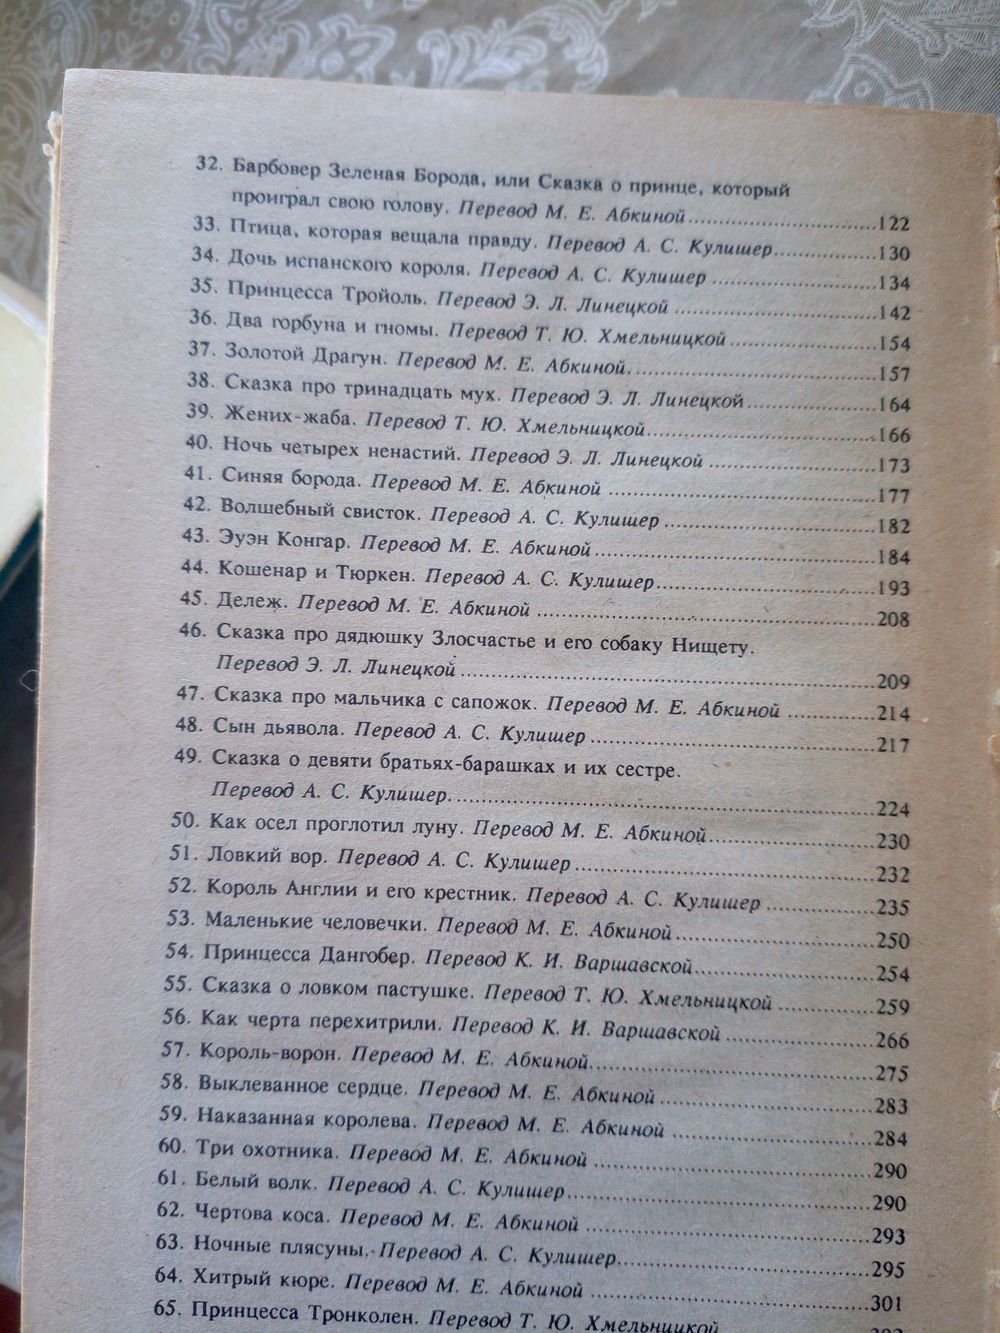 32. Барбовер Зеленая Борода, или Сказка о принце, который
проиграл свою голову. Перевод М. Е. Абкиной.....................122
33. Птица, которая вещала правду. Перевод А. С. Кулишер...............130
34. Дочь испанского короля. Перевод А. С. Кулишер .....................134
35. Принцесса Тройоль. Перевод Э. Л. Линецкой ........................142
36. Два горбуна и гномы. Перевод Т. Ю. Хмельницкой ..................154
37. Золотой Драгун. Перевод М. Е. Абкиной..............................157
38. Сказка про тринадцать мух. Перевод Э. Л. Линецкой................164
39. Жених-жаба. Перевод Т. Ю. Хмельницкой............................166
40. Ночь четырех ненастий. Перевод Э. Л. Линецкой ...................173
41. Синяя борода. Перевод М. Е. Абкиной ...............................177
42. Волшебный свисток. Перевод А. С. Кулишер .........................182
43. Эуэн Конгар. Перевод М. Е. Абкиной.................................184
44. Кошенар и Тюркен. Перевод А. С. Кулишер..........................193
45. Дележ. Перевод М. Е. Абкиной .......................................208
46. Сказка про дядюшку Злосчастье и его собаку Нищету.
Перевод Э. Л. Линецкой ................................................209
47. Сказка про мальчика с сапожок. Перевод М. Е. Абкиной ............214
48. Сын дьявола. Перевод А. С. Кулишер ................................217
49. Сказка о девяти братьях-барашках и их сестре.
Перевод А. С. Кулишер.................................................224
50. Как осел проглотил луну. Перевод М. Е. Абкиной....................230
51. Ловкий вор. Перевод А. С. Кулишер .................................232
52. Король Англии и его крестник. Перевод А. С. Кулишер .............235
53. Маленькие человечки. Перевод М. Е. Абкиной.......................250
54. Принцесса Дангобер. Перевод К. И. Варшавской.....................254
55. Сказка о ловком пастушке. Перевод Т. Ю. Хмельницкой ............259
56. Как черта перехитрили. Перевод К. И. Варшавской .................266
57. Король-ворон. Перевод М. Е. Абкиной................................275
58. Выклеванное сердце. Перевод М. Е. Абкиной ........................283
59. Наказанная королева. Перевод М. Е. Абкиной .......................284
60. Три охотника. Перевод М. Е. Абкиной ...............................290
61. Белый волк. Перевод А. С. Кулишер..................................290
62. Чертова коса. Перевод М. Е. Абкиной ................................293
63. Ночные плясуны. Перевод А. С. Кулишер............................295
64. Хитрый кюре. Перевод М. Е. Абкиной ...............................301
65. Принцесса Тронколен. Перевод Т. Ю. Хмельницкой